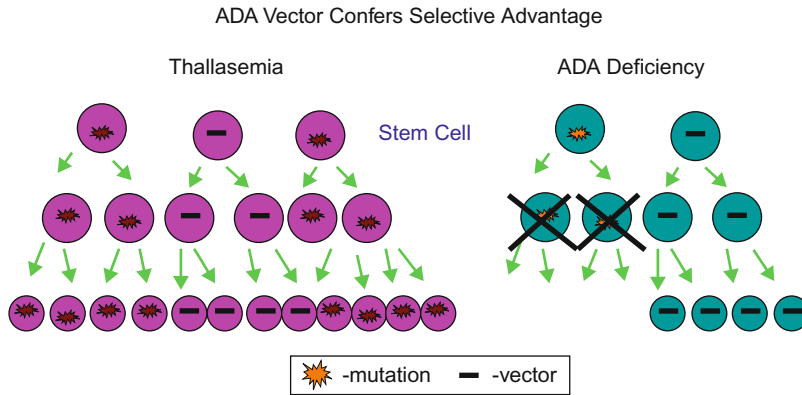 ADA Vector Confers Selective Advantage
Thallasemia
ADA Deficiency
Stem Cell
-mutation -vector